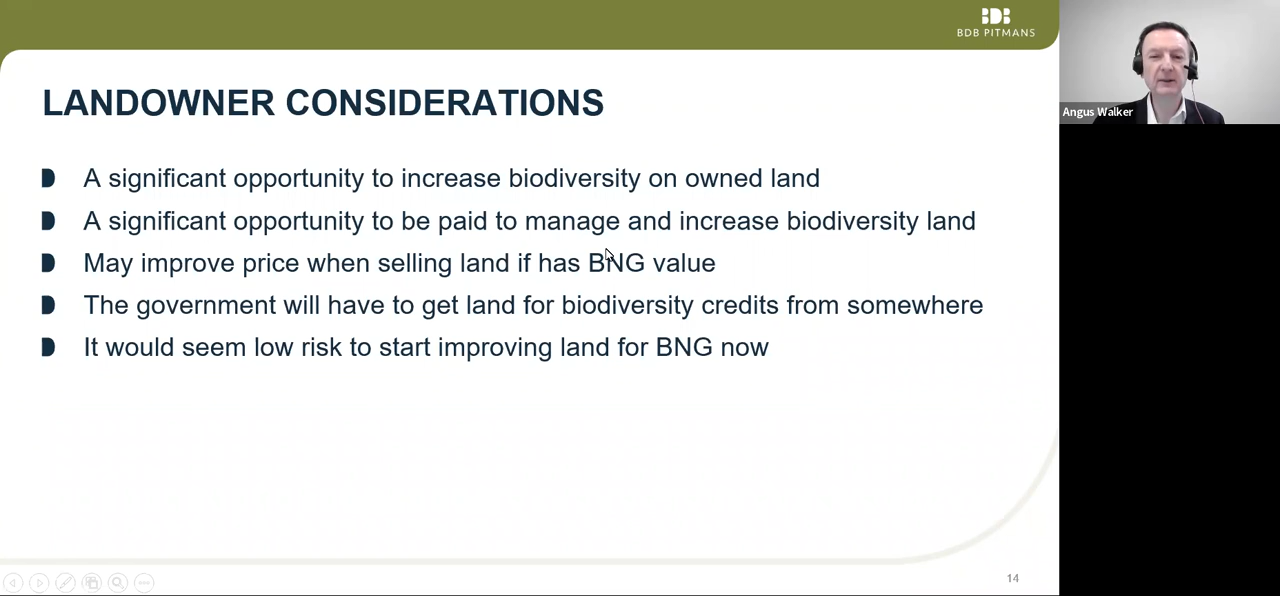 BDB
BDB PITMANS
Angus Walker
LANDOWNER CONSIDERATIONS
A significant opportunity to increase biodiversity on owned land
A significant opportunity to be paid to manage and increase biodiversity land
May improve price when selling land if has BNG value
The government will have to get land for biodiversity credits from somewhere
It would seem low risk to start improving land for BNG now
14